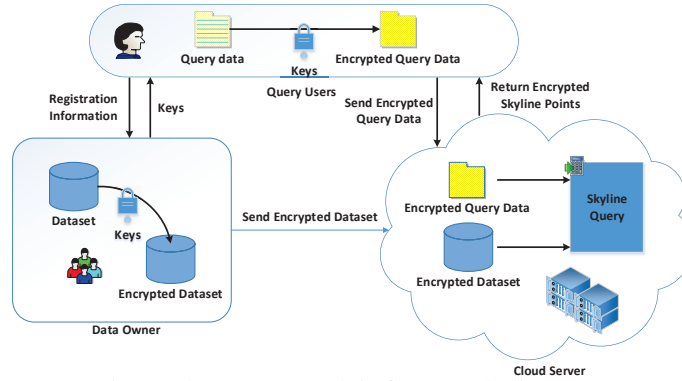 Query data
Keys
Encrypted Query Data
Query Users
Registration
Information
Keys
Send Encrypted
Query Data
Return Encrypted
Skyline Points
Dataset
Keys
Encrypted Dataset
Data Owner
Send Encrypted Dataset
Encrypted Query Data
Skyline
Query
Encrypted Dataset
Cloud Server